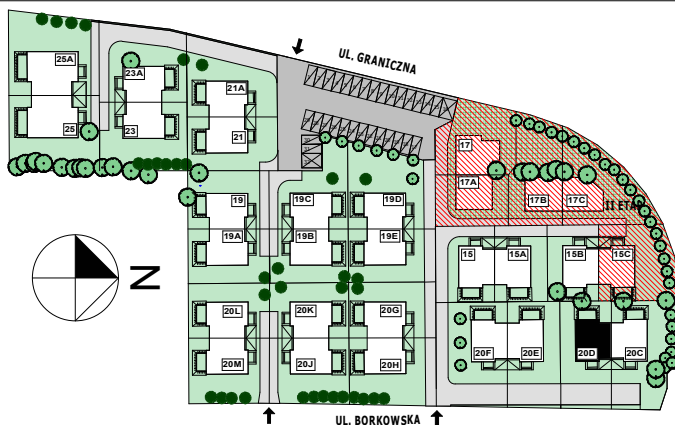 UL. GRANICZNA
25A
23A
21A
25
23
21
17
17A
17B
17C
II ETAP
19
19C
19D
19A
19B
19E
15
15A
15B
15C
N
20L
20K
20G
20M
20J
20H
20F
20E
20D
20C
UL. BORKOWSKA